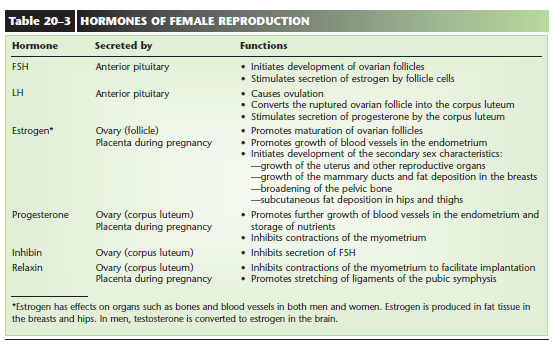 Table 20–3 HORMONES OF FEMALE REPRODUCTION
Hormone Secreted by Functions
FSH Anterior pituitary • Initiates development of ovarian follicles
• Stimulates secretion of estrogen by follicle cells
LH Anterior pituitary • Causes ovulation
• Converts the ruptured ovarian follicle into the corpus luteum
• Stimulates secretion of progesterone by the corpus luteum
Estrogen* Ovary (follicle) • Promotes maturation of ovarian follicles
Placenta during pregnancy • Promotes growth of blood vessels in the endometrium
• Initiates development of the secondary sex characteristics:
—growth of the uterus and other reproductive organs
—growth of the mammary ducts and fat deposition in the breasts
—broadening of the pelvic bone
—subcutaneous fat deposition in hips and thighs
Progesterone Ovary (corpus luteum) • Promotes further growth of blood vessels in the endometrium and
Placenta during pregnancy storage of nutrients
• Inhibits contractions of the myometrium
Inhibin Ovary (corpus luteum) • Inhibits secretion of FSH
Relaxin Ovary (corpus luteum) • Inhibits contractions of the myometrium to facilitate implantation
Placenta during pregnancy • Promotes stretching of ligaments of the pubic symphysis
*Estrogen has effects on organs such as bones and blood vessels in both men and women. Estrogen is produced in fat tissue in
the breasts and hips. In men, testosterone is converted to estrogen in the brain.